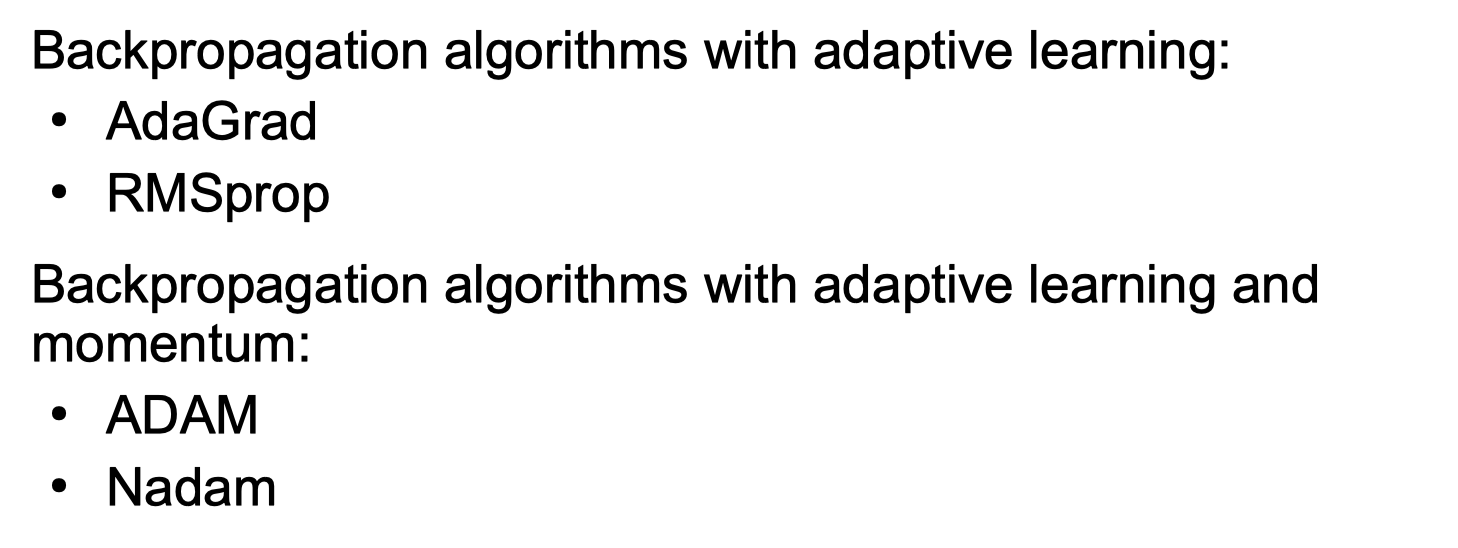 Backpropagation algorithms with adaptive learning:
• AdaGrad
• RMSprop
Backpropagation algorithms with adaptive learning and
momentum:
• ADAM
• Nadam